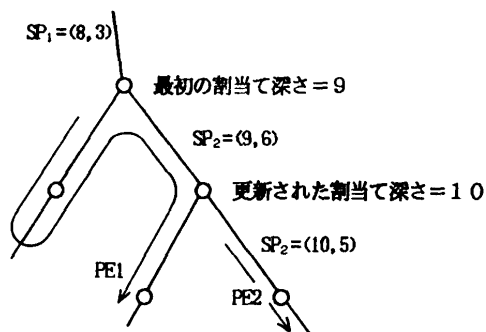 SP₁=(8,3)
最初の割当て深さ=9
SP₂=(9,6)
更新された割当て深さ=10
SP₂=(10,5)
PE1
PE2